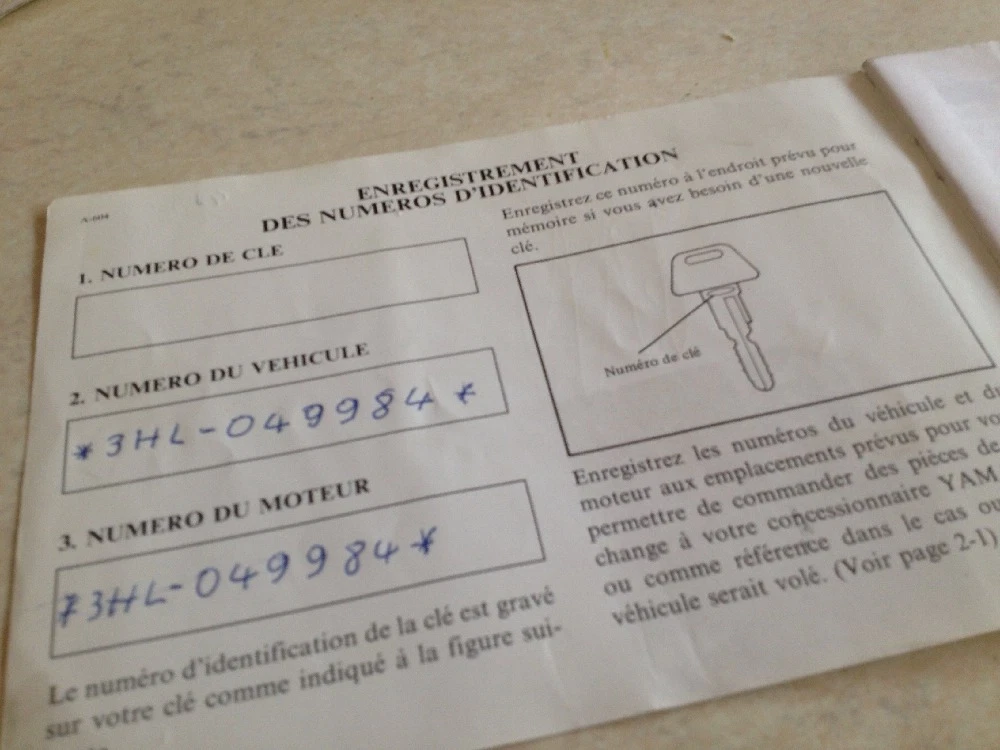 A-604
ENREGISTREMENT
DES NUMEROS D'IDENTIFICATION
1. NUMERO DE CLE
2. NUMERO DU VEHICULE
*3HL-049984*
3. NUMERO DU MOTEUR
*3HL-049984*
Le numéro d'identification de la clé est gravé
sur votre clé comme indiqué à la figure sui-
Enregistrez ce numéro à l'endroit prévu pour
mémoire si vous avez besoin d'une nouvelle
clé.
Numéro de clé
Enregistrez les numéros du véhicule et d
moteur aux emplacements prévus pour vo
permettre de commander des pièces de
change à votre concessionnaire YAM
ou comme référence dans le cas ou
véhicule serait volé. (Voir page 2-1)